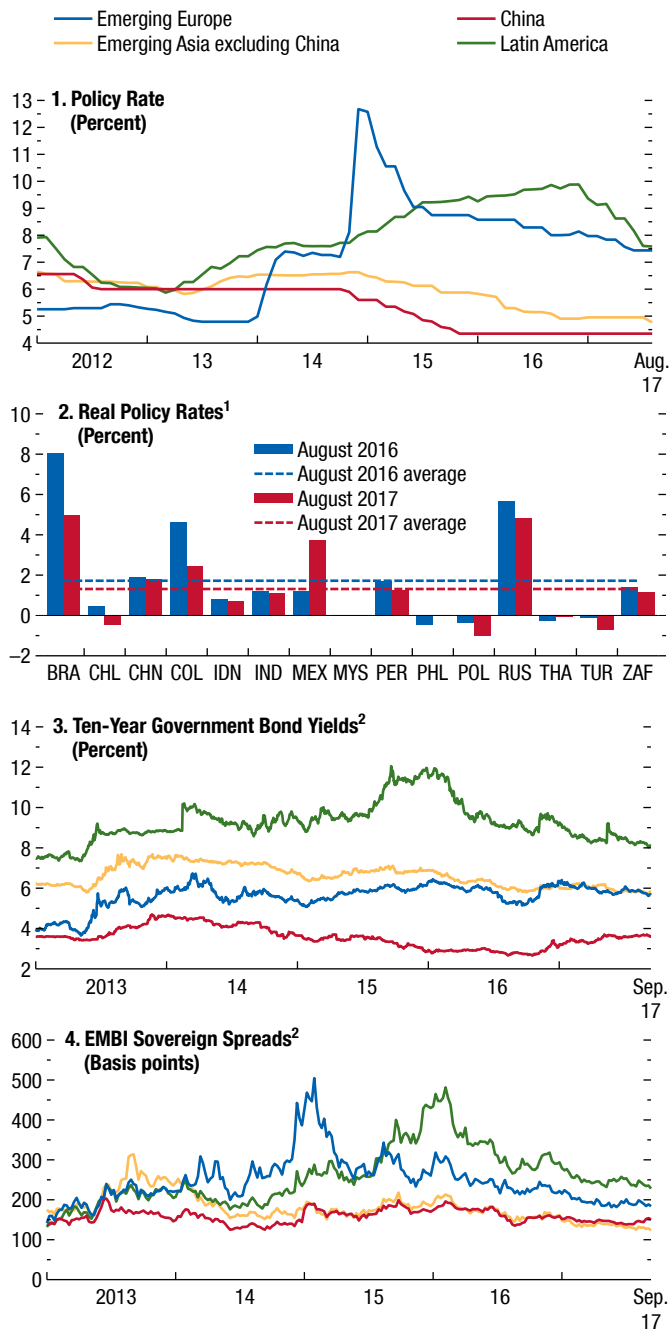 Emerging Europe
China
Emerging Asia excluding China
Latin America
1. Policy Rate
(Percent)
13
12
11
10
9
8
7
6
5
4
2012
13
14
15
16
Aug.
17
2. Real Policy Rates¹
(Percent)
August 2016
August 2016 average
August 2017
August 2017 average
10
8
6
4
2
0
–2
BRA CHL CHN COL IDN IND MEX MYS PER PHL POL RUS THA TUR ZAF
3. Ten-Year Government Bond Yields²
(Percent)
14
12
10
8
6
4
2
2013
14
15
16
Sep.
17
4. EMBI Sovereign Spreads²
(Basis points)
600
500
400
300
200
100
0
2013
14
15
16
Sep.
17